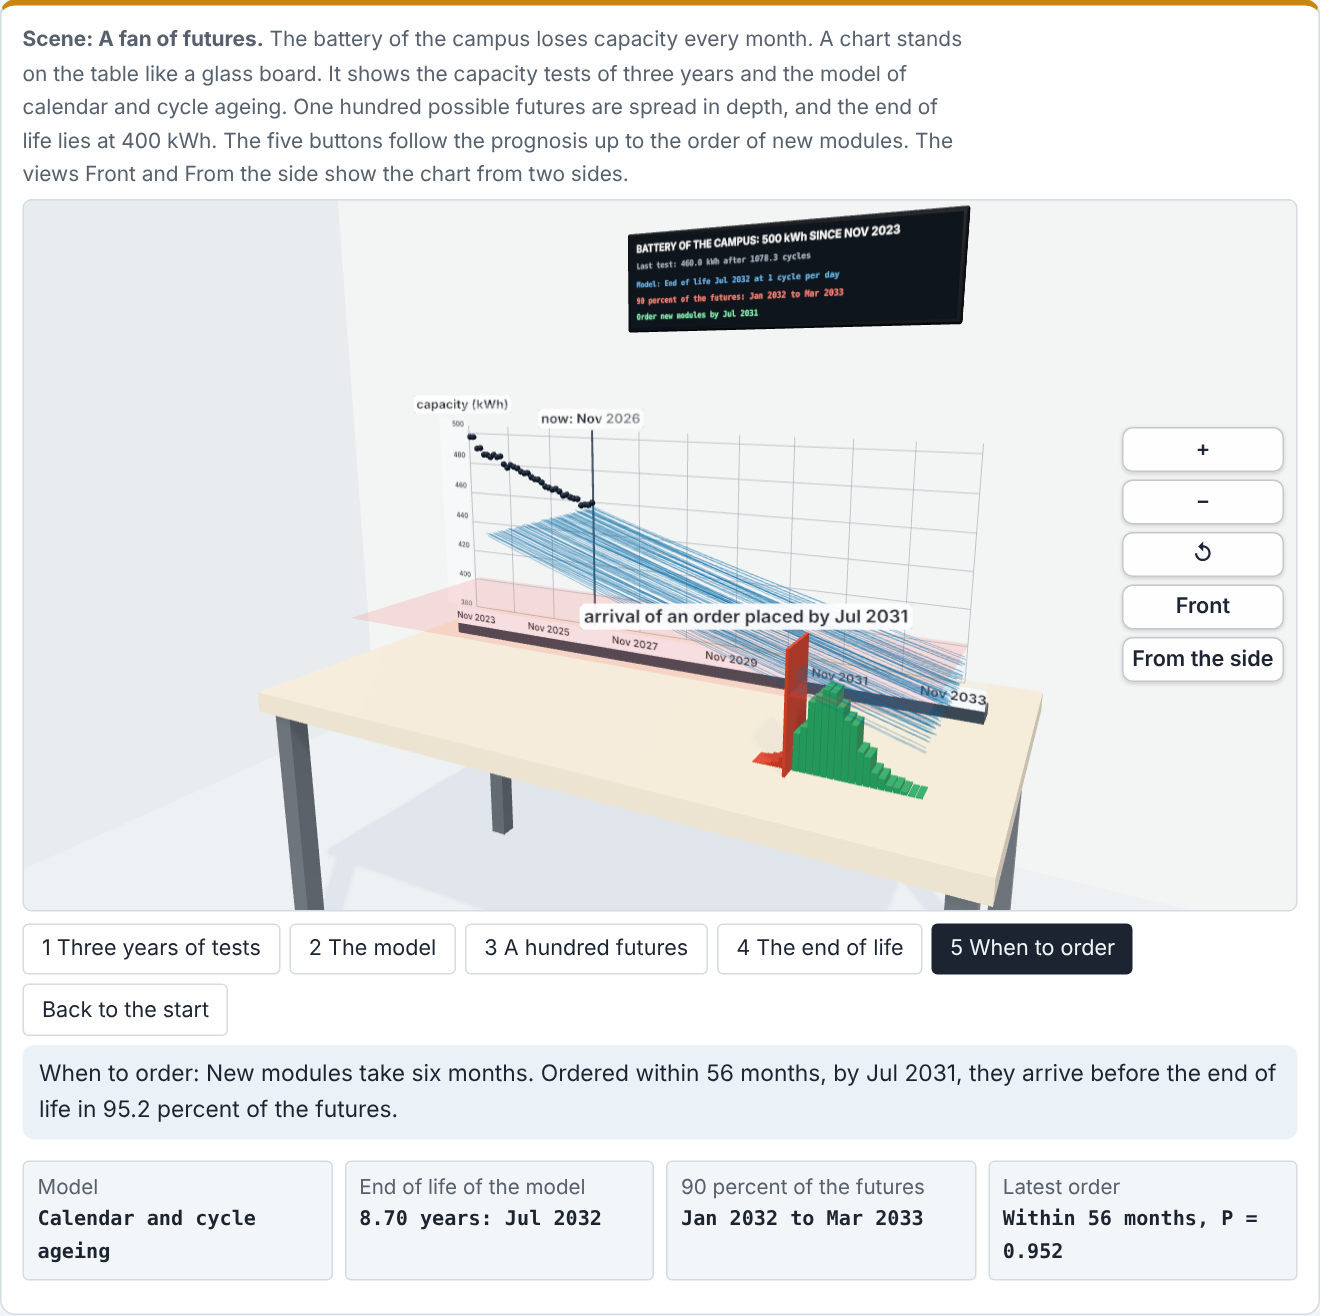 Scene: A fan of futures. The battery of the campus loses capacity every month. A chart stands
on the table like a glass board. It shows the capacity tests of three years and the model of
calendar and cycle ageing. One hundred possible futures are spread in depth, and the end of
life lies at 400 kWh. The five buttons follow the prognosis up to the order of new modules. The
views Front and From the side show the chart from two sides.
BATTERY OF THE CAMPUS: 500 kWh SINCE NOV 2023
Last test: 460.0 kWh after 1078.3 cycles
Model: End of life Jul 2032 at 1 cycle per day
90 percent of the futures: Jan 2032 to Mar 2033
Order new modules by Jul 2031
capacity (kWh)
now: Nov 2026
500
480
460
440
420
400
380
arrival of an order placed by Jul 2031
Nov 2023
Nov 2025
Nov 2027
Nov 2029
Nov 2031
Nov 2033
+
−
Front
From the side
1 Three years of tests
2 The model
3 A hundred futures
4 The end of life
5 When to order
Back to the start
When to order: New modules take six months. Ordered within 56 months, by Jul 2031, they arrive before the end of
life in 95.2 percent of the futures.
Model
Calendar and cycle
ageing
End of life of the model
8.70 years: Jul 2032
90 percent of the futures
Jan 2032 to Mar 2033
Latest order
Within 56 months, P =
0.952